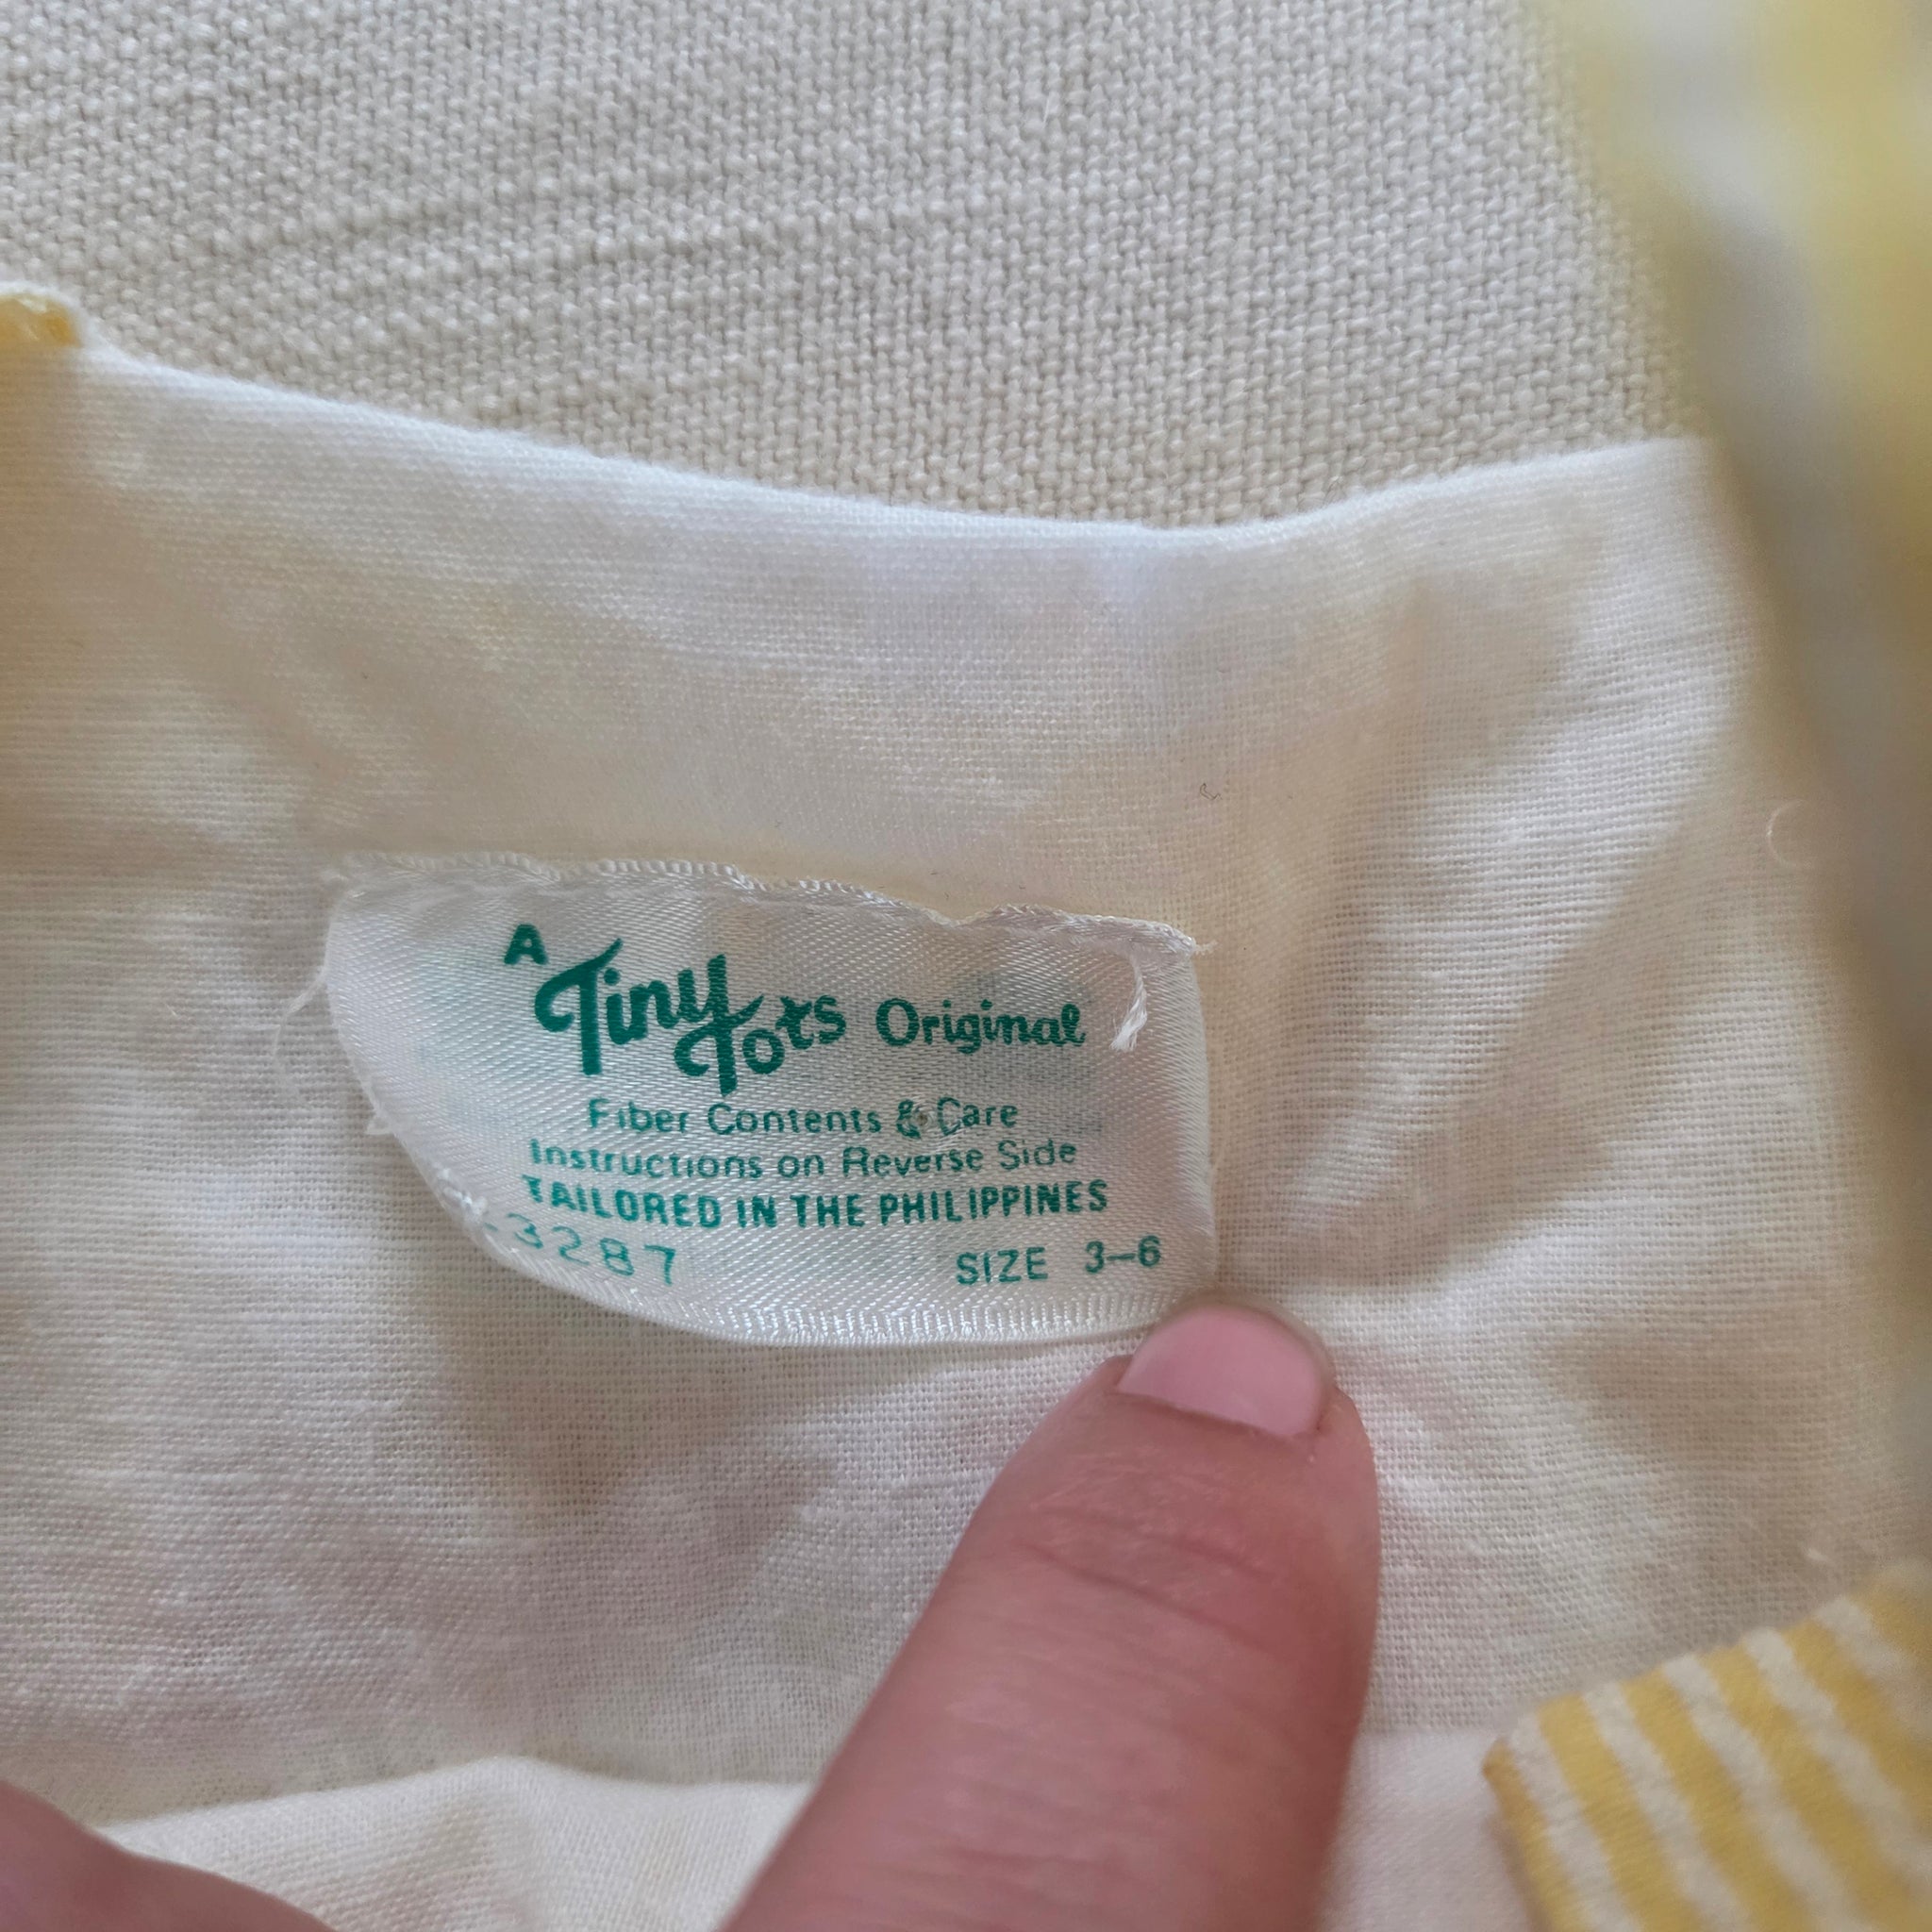 A Tiny Tots Original
Fiber Contents & Care
Instructions on Reverse Side
TAILORED IN THE PHILIPPINES
-3287 SIZE 3-6